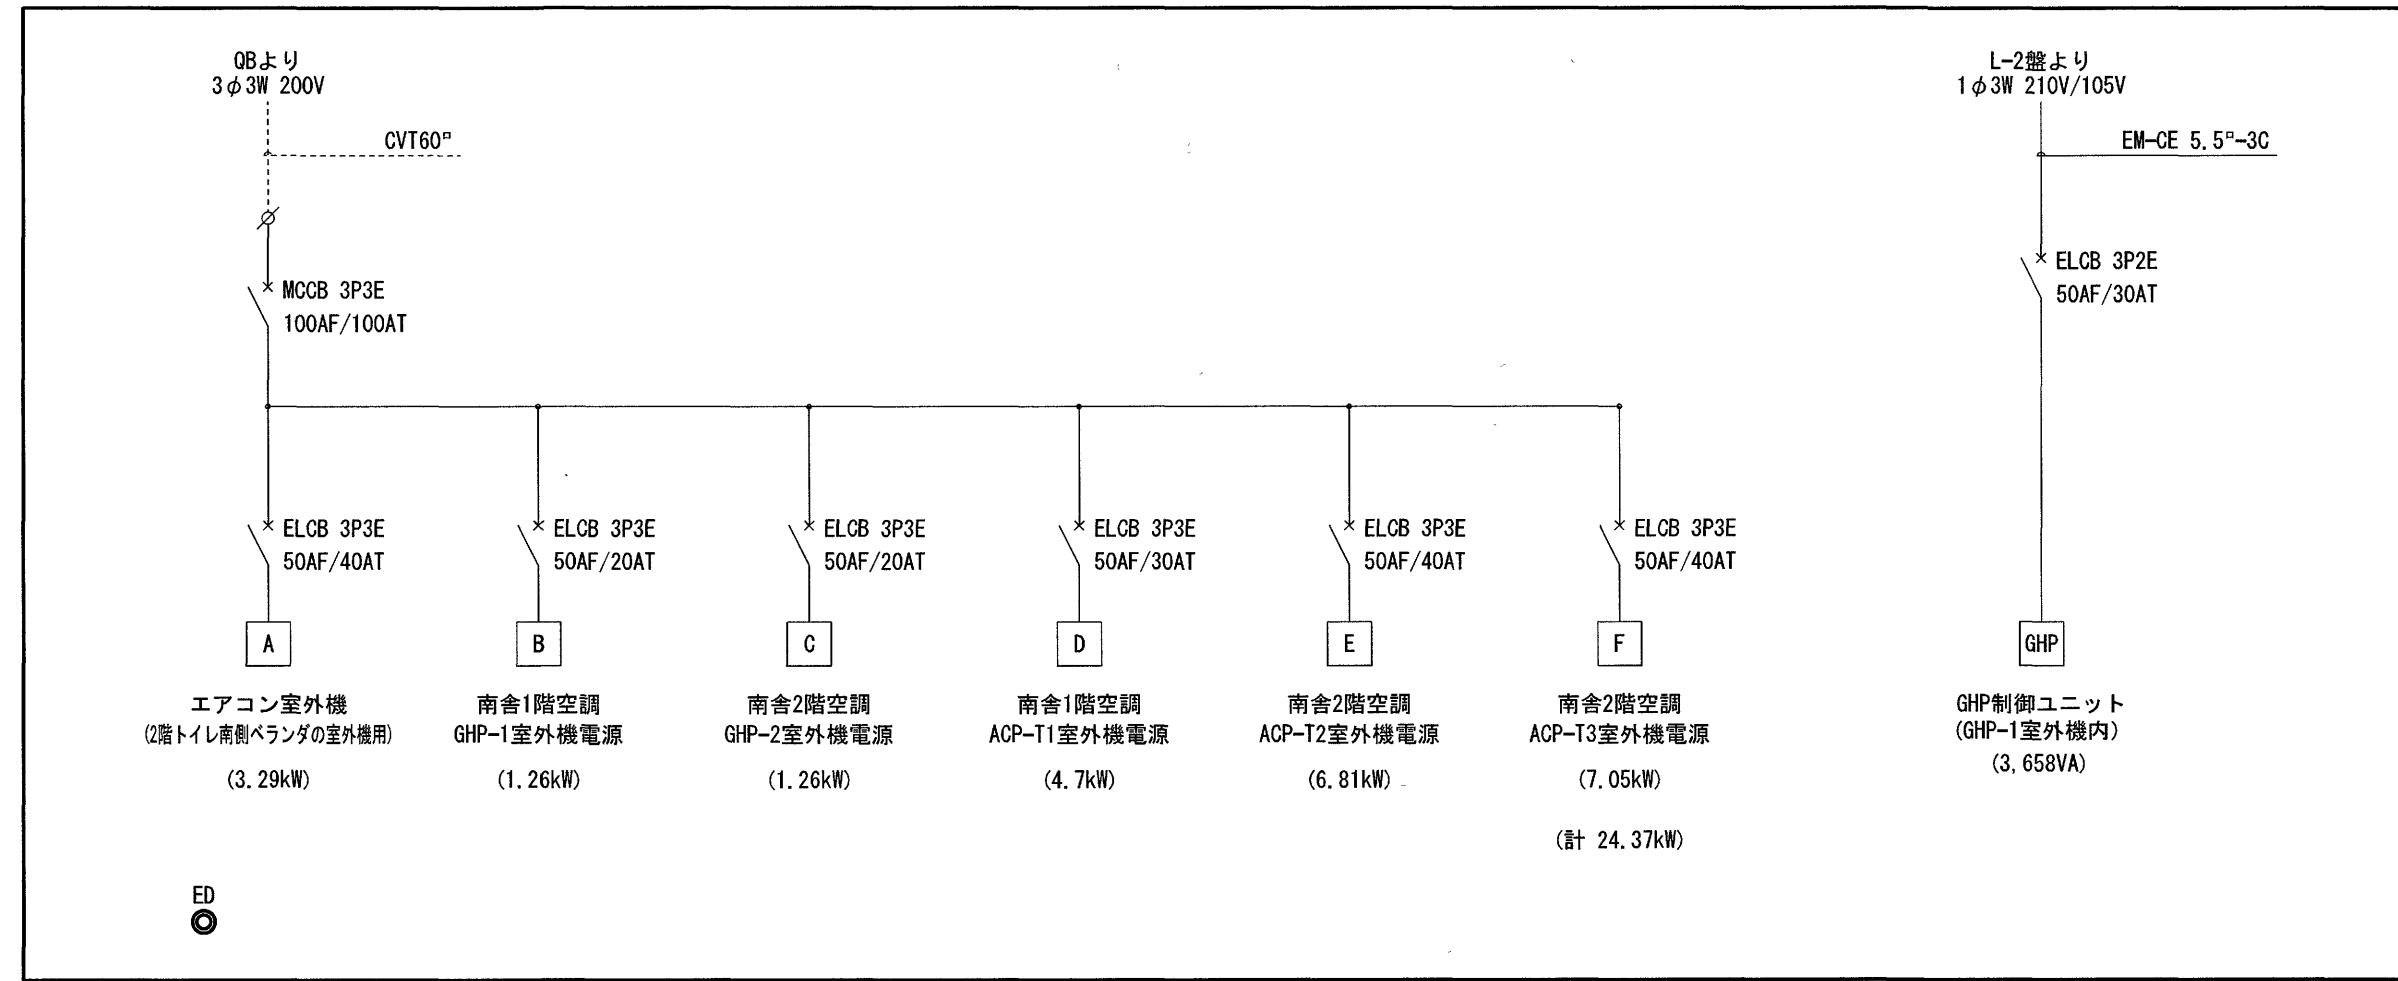 QBより
3φ3W 200V
CVT60□
MCCB 3P3E
100AF/100AT
L-2盤より
1φ3W 210V/105V
EM-CE 5.5□-3C
ELCB 3P2E
50AF/30AT
ELCB 3P3E
50AF/40AT
ELCB 3P3E
50AF/20AT
ELCB 3P3E
50AF/20AT
ELCB 3P3E
50AF/30AT
ELCB 3P3E
50AF/40AT
ELCB 3P3E
50AF/40AT
A
B
C
D
E
F
GHP
エアコン室外機
(2階トイレ南側ベランダの室外機用)
(3.29kW)
南舎1階空調
GHP-1室外機電源
(1.26kW)
南舎2階空調
GHP-2室外機電源
(1.26kW)
南舎1階空調
ACP-T1室外機電源
(4.7kW)
南舎2階空調
ACP-T2室外機電源
(6.81kW)
南舎2階空調
ACP-T3室外機電源
(7.05kW)
(計 24.37kW)
GHP制御ユニット
(GHP-1室外機内)
(3,658VA)
ED